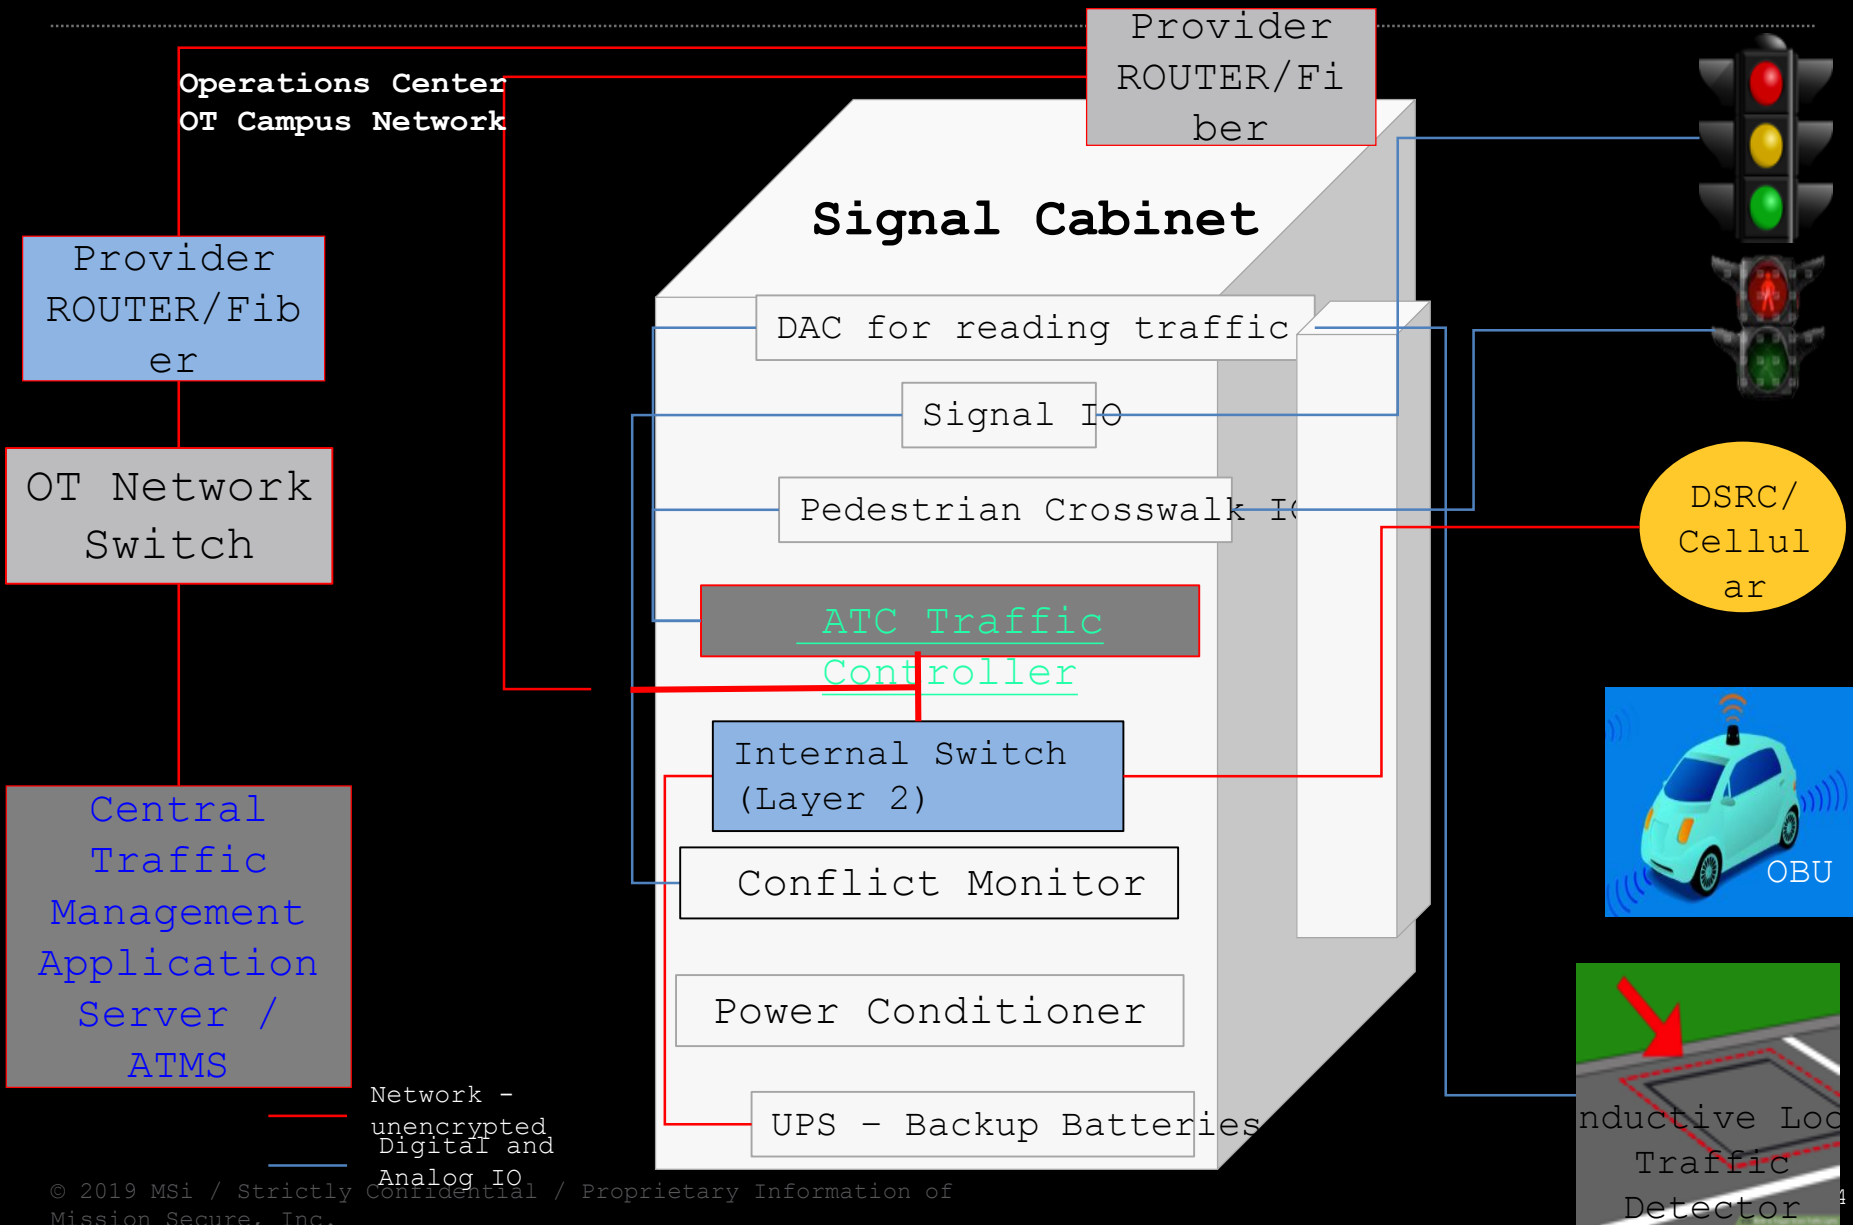 Provider
ROUTER/Fi
ber
Operations Center
OT Campus Network
Signal Cabinet
Provider
ROUTER/Fib
er
DAC for reading traffic
Signal IO
OT Network
Switch
Pedestrian Crosswalk IO
DSRC/
Cellul
ar
ATC Traffic
Controller
Internal Switch
(Layer 2)
Central
Traffic
Management
Application
Server /
ATMS
Conflict Monitor
OBU
Power Conditioner
UPS – Backup Batteries
Network -
unencrypted
Digital and
Analog IO
nductive Loo
Traffic
Detector
© 2019 MSi / Strictly Confidential / Proprietary Information of
Mission Secure, Inc.
4